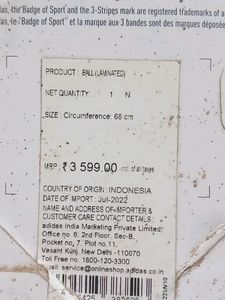 das, the "Badge of Sport" and the 3-Stripes mark are registered trademarks of a
las, le "Badge of Sport" et la marque aux 3 bandes sont des marques déposée
PRODUCT : BALL (LAMINATED)
NET QUANTITY : 1 N
SIZE : Circumference: 68 cm
MRP : ₹ 3 599.00 incl. of all taxes
COUNTRY OF ORIGIN : INDONESIA
DATE OF IMPORT : Jul-2022
NAME AND ADDRESS OF IMPORTER &
CUSTOMER CARE CONTACT DETAILS :
adidas India Marketing Private Limited
Office no. 6, 2nd Floor, Sec-B,
Pocket no, 7, Plot no.11,
Vasant Kunj, New Delhi -110070
Toll Free no. 1800-120-3300
mail: service@onlineshop.adidas.co.in